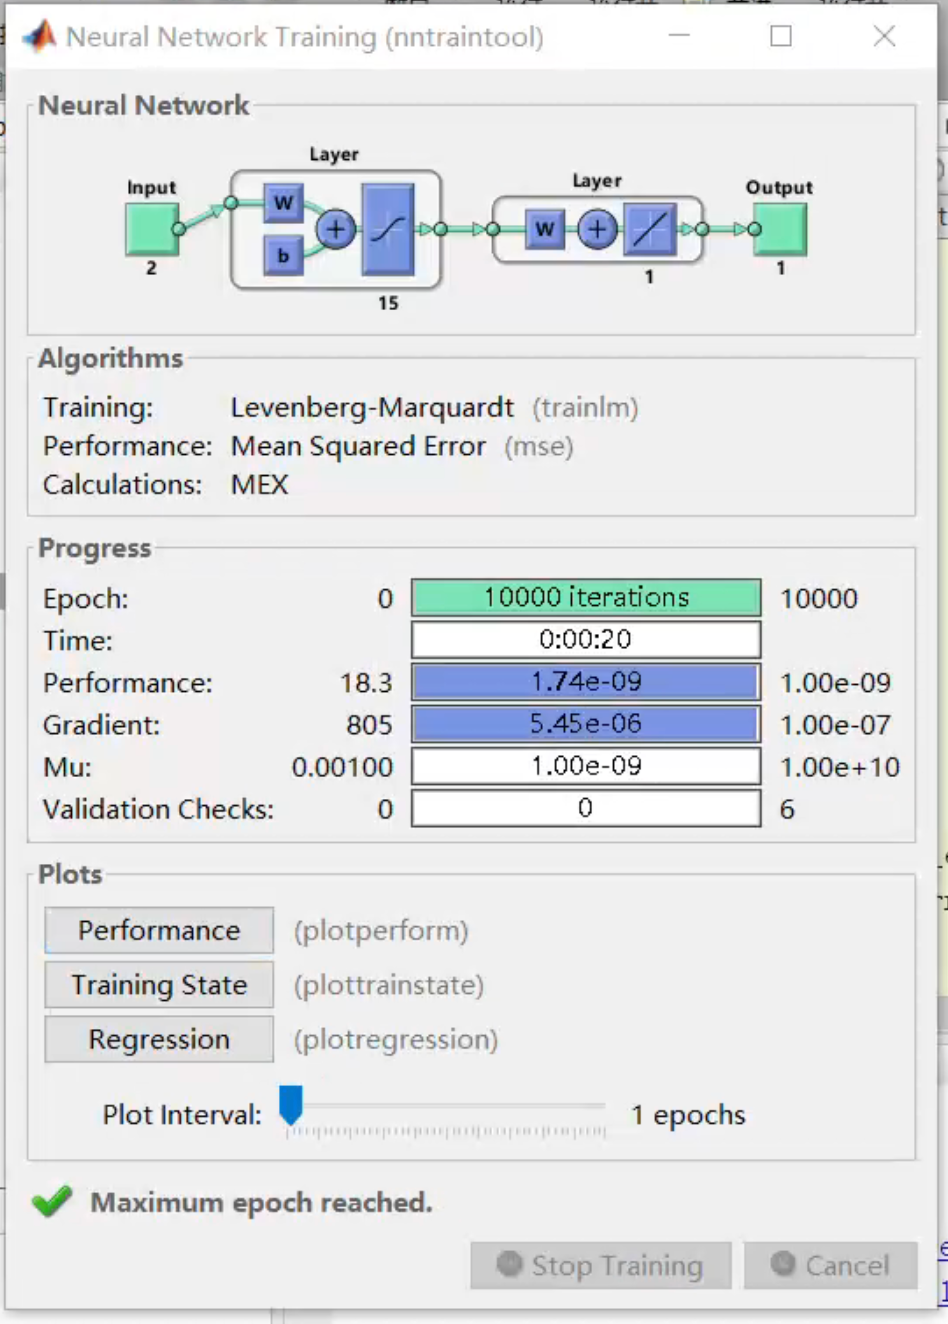 Neural Network Training (nntraintool)
Neural Network
Layer
Layer
Input
Output
W
b
W
2
15
1
1
Algorithms
Training: Levenberg-Marquardt (trainlm)
Performance: Mean Squared Error (mse)
Calculations: MEX
Progress
Epoch: 0 10000 iterations 10000
Time: 0:00:20
Performance: 18.3 1.74e-09 1.00e-09
Gradient: 805 5.45e-06 1.00e-07
Mu: 0.00100 1.00e-09 1.00e+10
Validation Checks: 0 0 6
Plots
Performance (plotperform)
Training State (plottrainstate)
Regression (plotregression)
Plot Interval: 1 epochs
Maximum epoch reached.
Stop Training Cancel